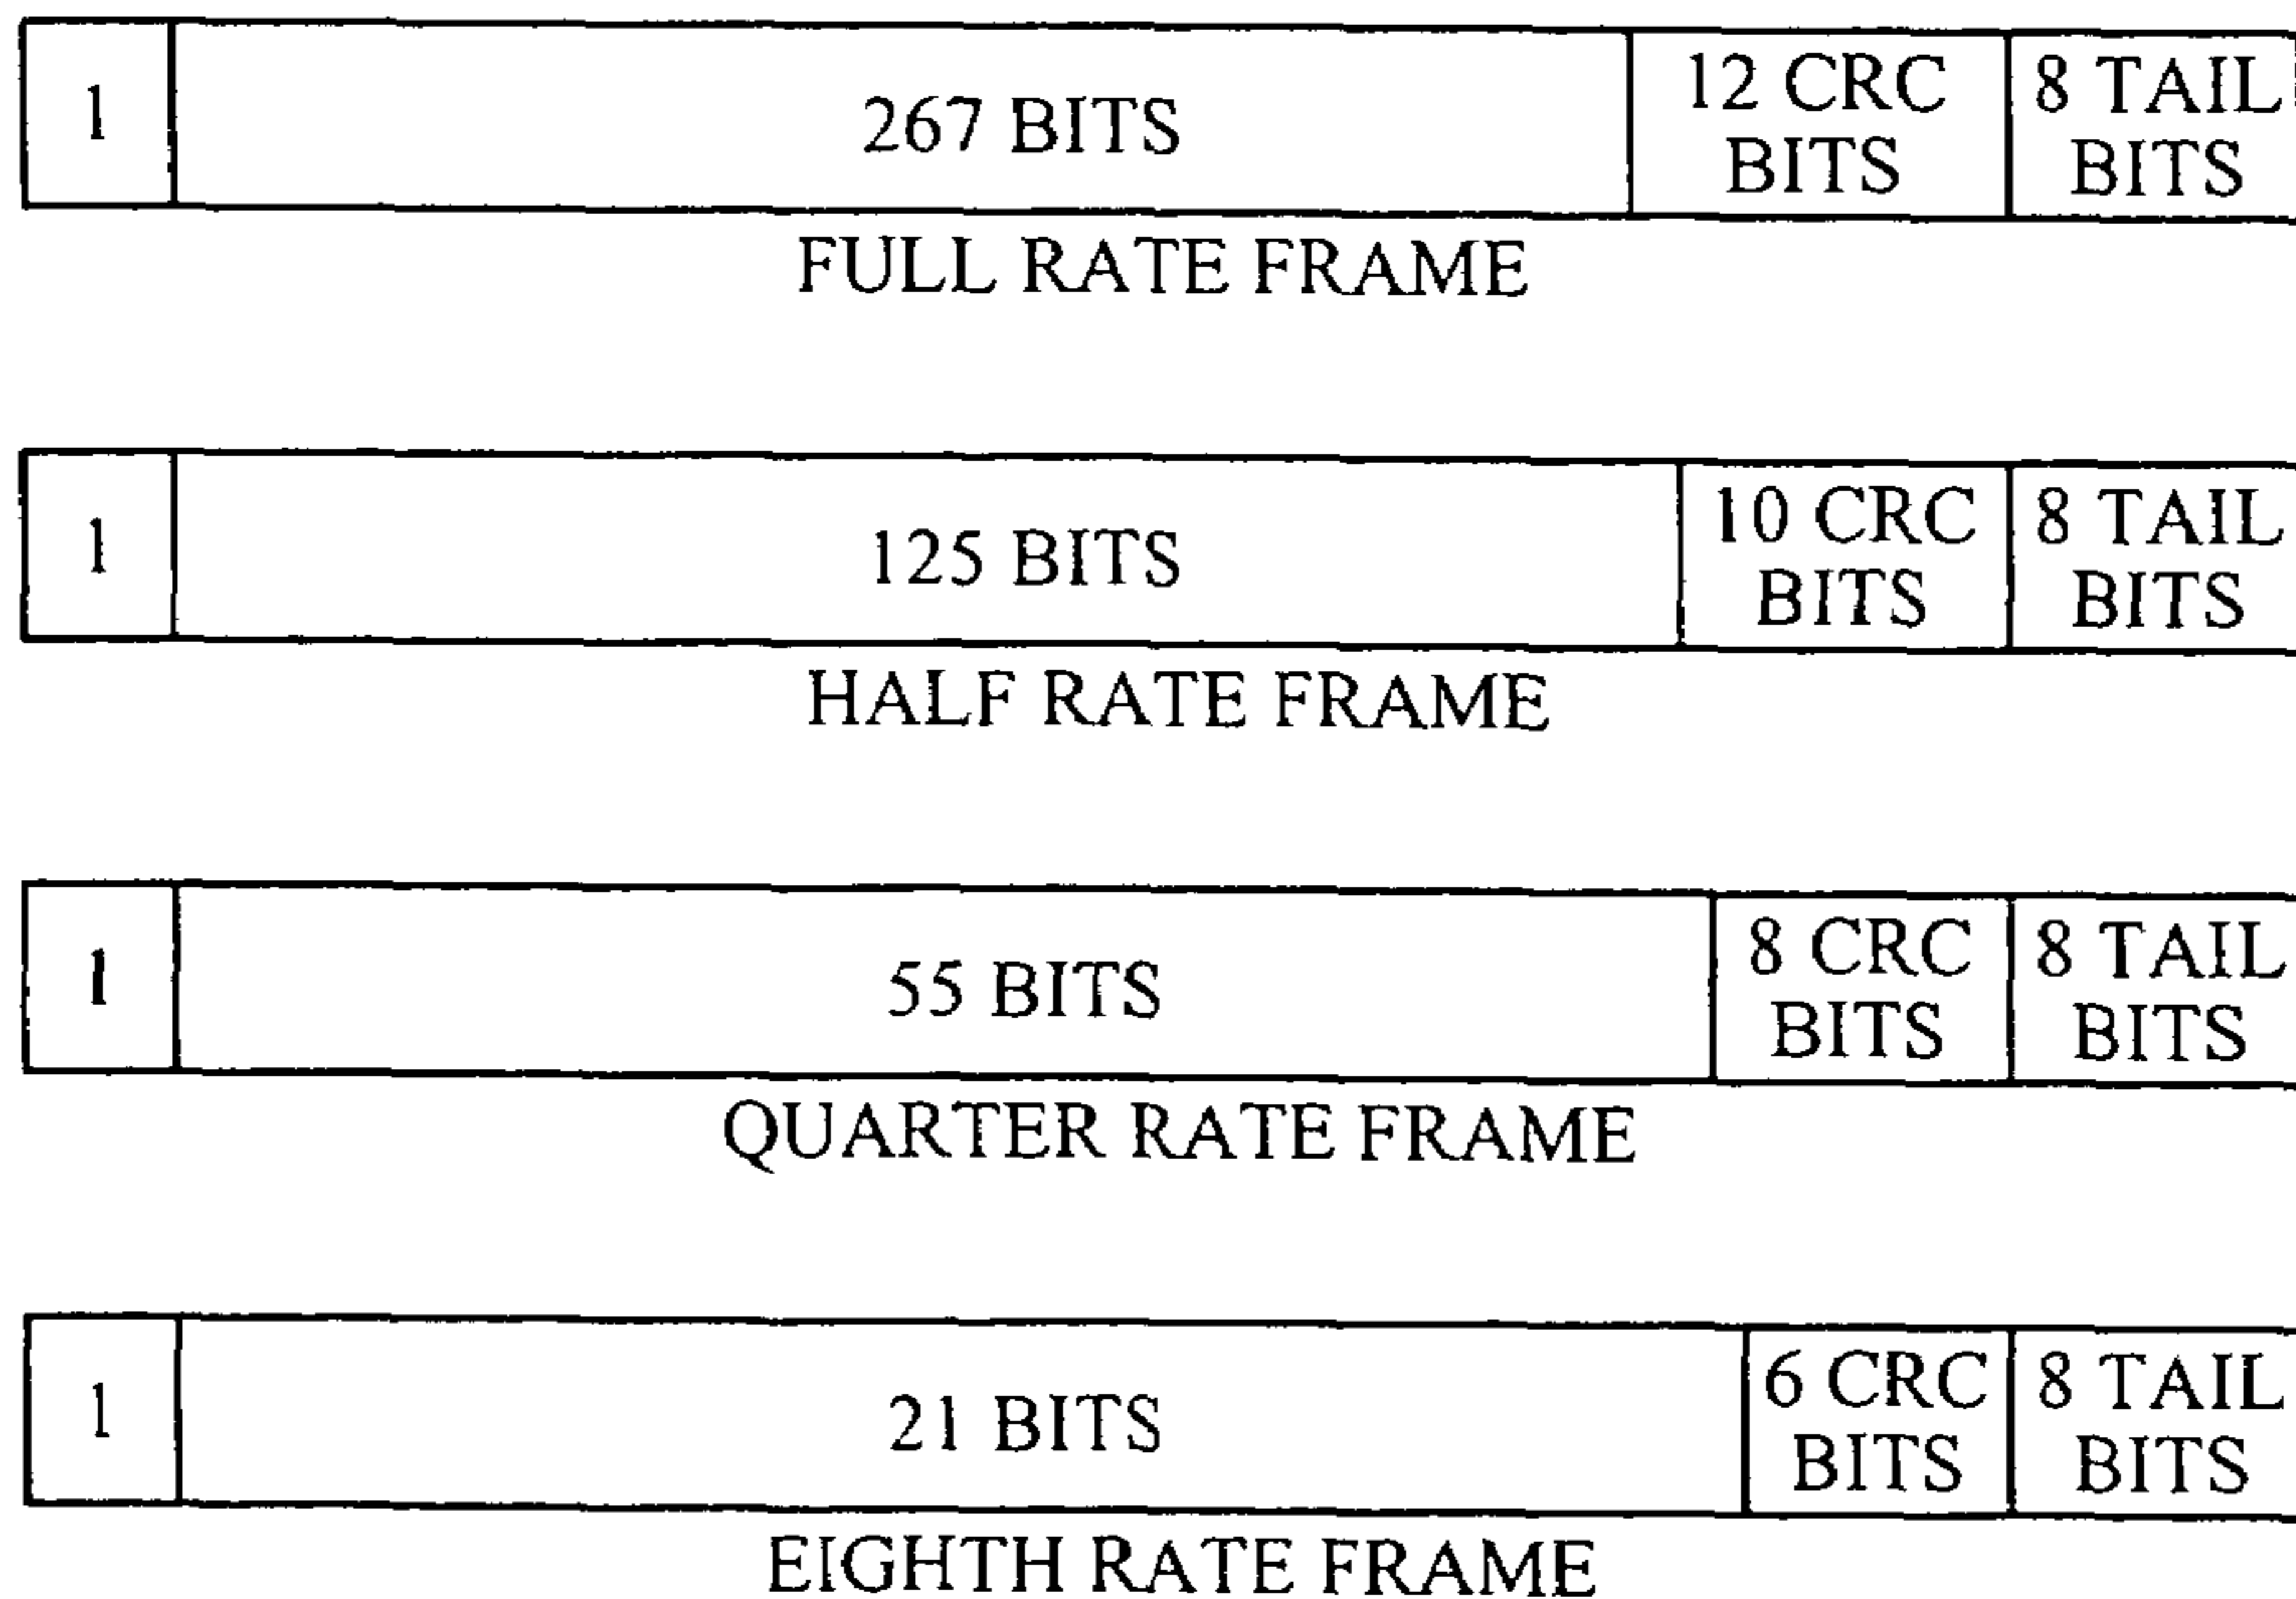 1
267 BITS
12 CRC
BITS
8 TAIL
BITS
FULL RATE FRAME
1
125 BITS
10 CRC
BITS
8 TAIL
BITS
HALF RATE FRAME
1
55 BITS
8 CRC
BITS
8 TAIL
BITS
QUARTER RATE FRAME
1
21 BITS
6 CRC
BITS
8 TAIL
BITS
EIGHTH RATE FRAME